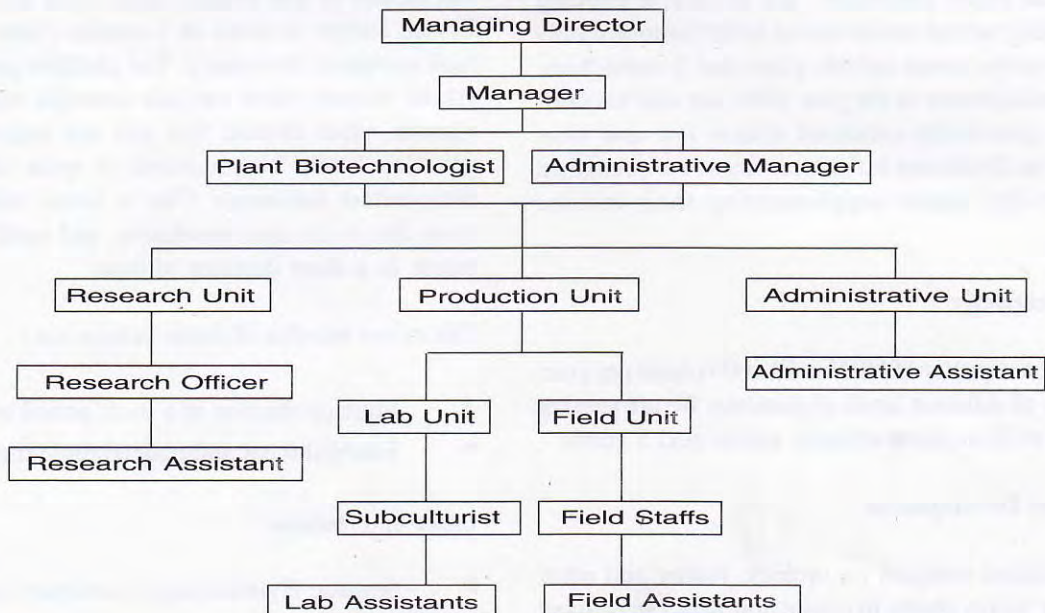 Managing Director
Manager
Plant Biotechnologist Administrative Manager
Research Unit Production Unit Administrative Unit
Research Officer Lab Unit Field Unit Administrative Assistant
Research Assistant
Subculturist Field Staffs
Lab Assistants Field Assistants